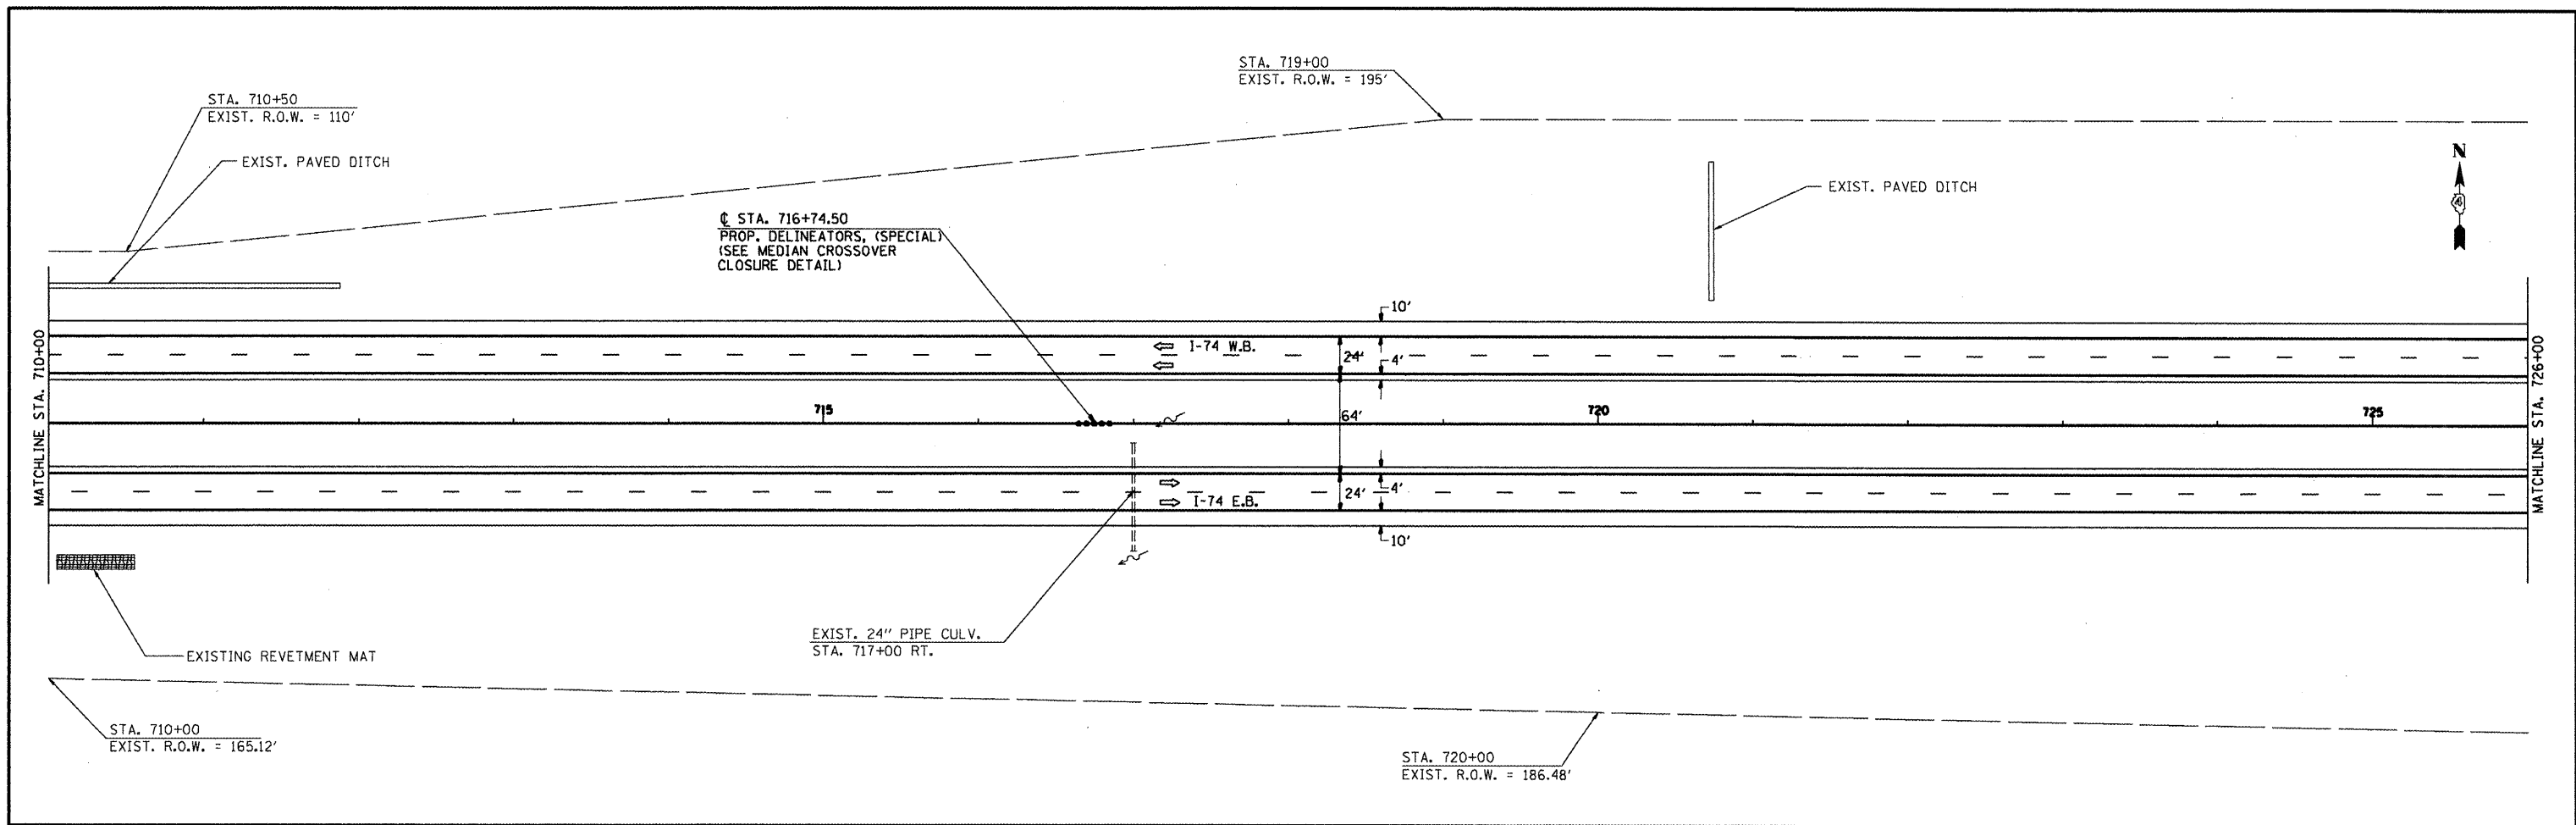 STA. 719+00
EXIST. R.O.W. = 195'
STA. 710+50
EXIST. R.O.W. = 110'
EXIST. PAVED DITCH
N
EXIST. PAVED DITCH
℄ STA. 716+74.50
PROP. DELINEATORS, (SPECIAL)
(SEE MEDIAN CROSSOVER
CLOSURE DETAIL)
10'
I-74 W.B.
24'
4'
MATCHLINE STA. 710+00
715
64'
720
725
MATCHLINE STA. 726+00
24'
4'
I-74 E.B.
10'
EXIST. 24" PIPE CULV.
STA. 717+00 RT.
EXISTING REVETMENT MAT
STA. 710+00
EXIST. R.O.W. = 165.12'
STA. 720+00
EXIST. R.O.W. = 186.48'